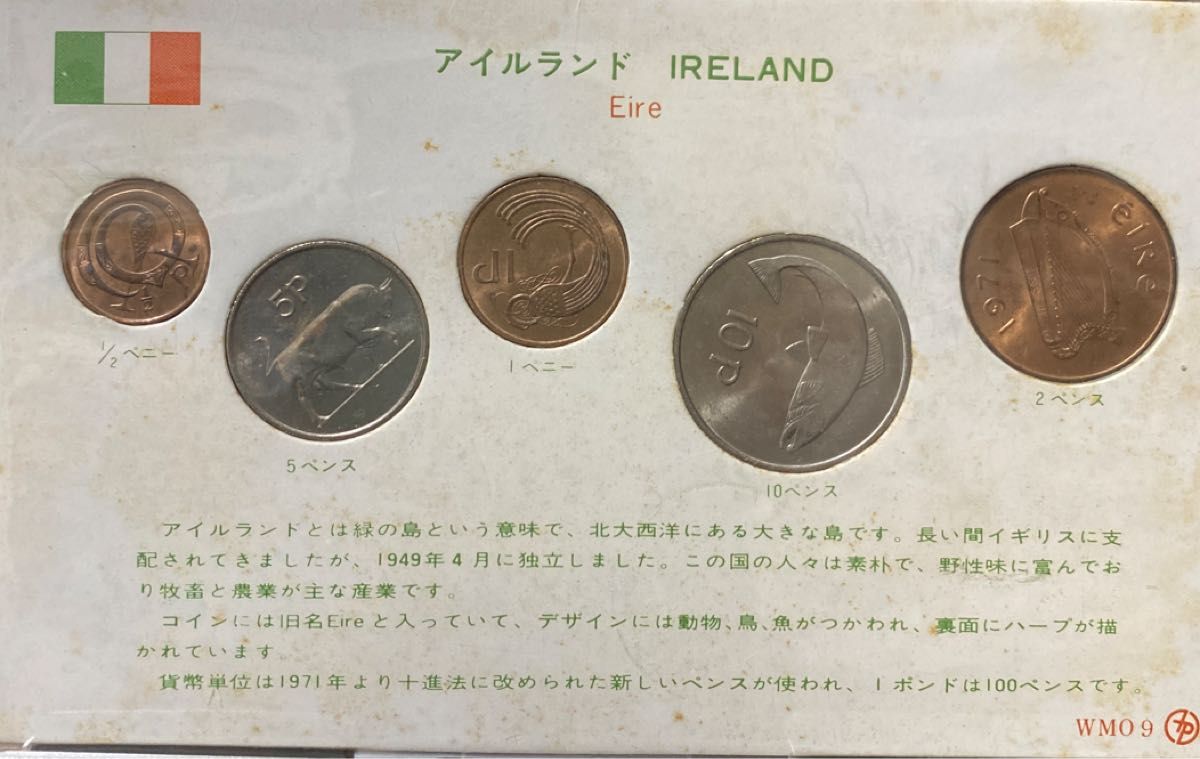 アイルランド IRELAND
Eire
½
½ペニー
5p
5ペンス
1P
1ペニー
10P
10ペンス
éire
1971
2ペンス
アイルランドとは緑の島という意味で、北大西洋にある大きな島です。長い間イギリスに支
配されてきましたが、1949年4月に独立しました。この国の人々は素朴で、野性味に富んでお
り牧畜と農業が主な産業です。
コインには旧名Eireと入っていて、デザインには動物、鳥、魚がつかわれ、裏面にハープが描
かれています。
貨幣単位は1971年より十進法に改められた新しいペンスが使われ、1ポンドは100ペンスです。
WMO 9